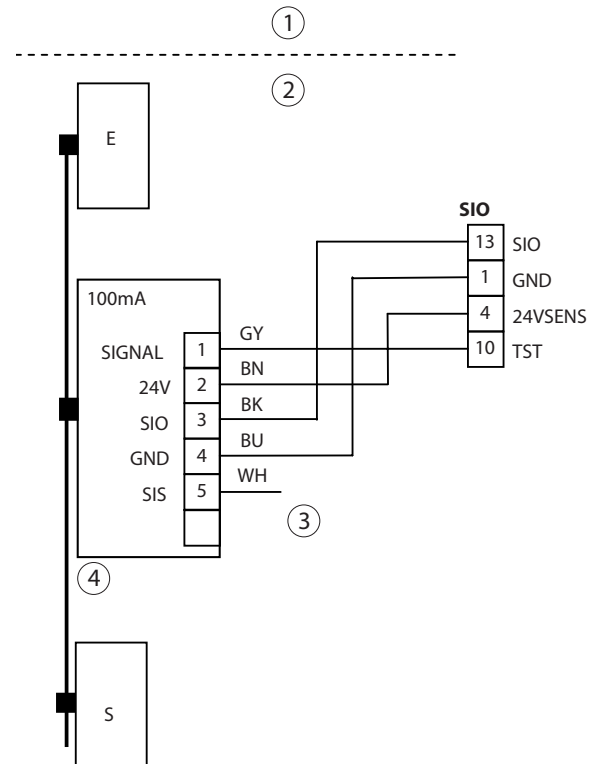 1
2
E
SIO
13 SIO
1 GND
4 24VSENS
10 TST
100mA
SIGNAL 1 GY
24V 2 BN
SIO 3 BK
GND 4 BU
SIS 5 WH
3
4
S